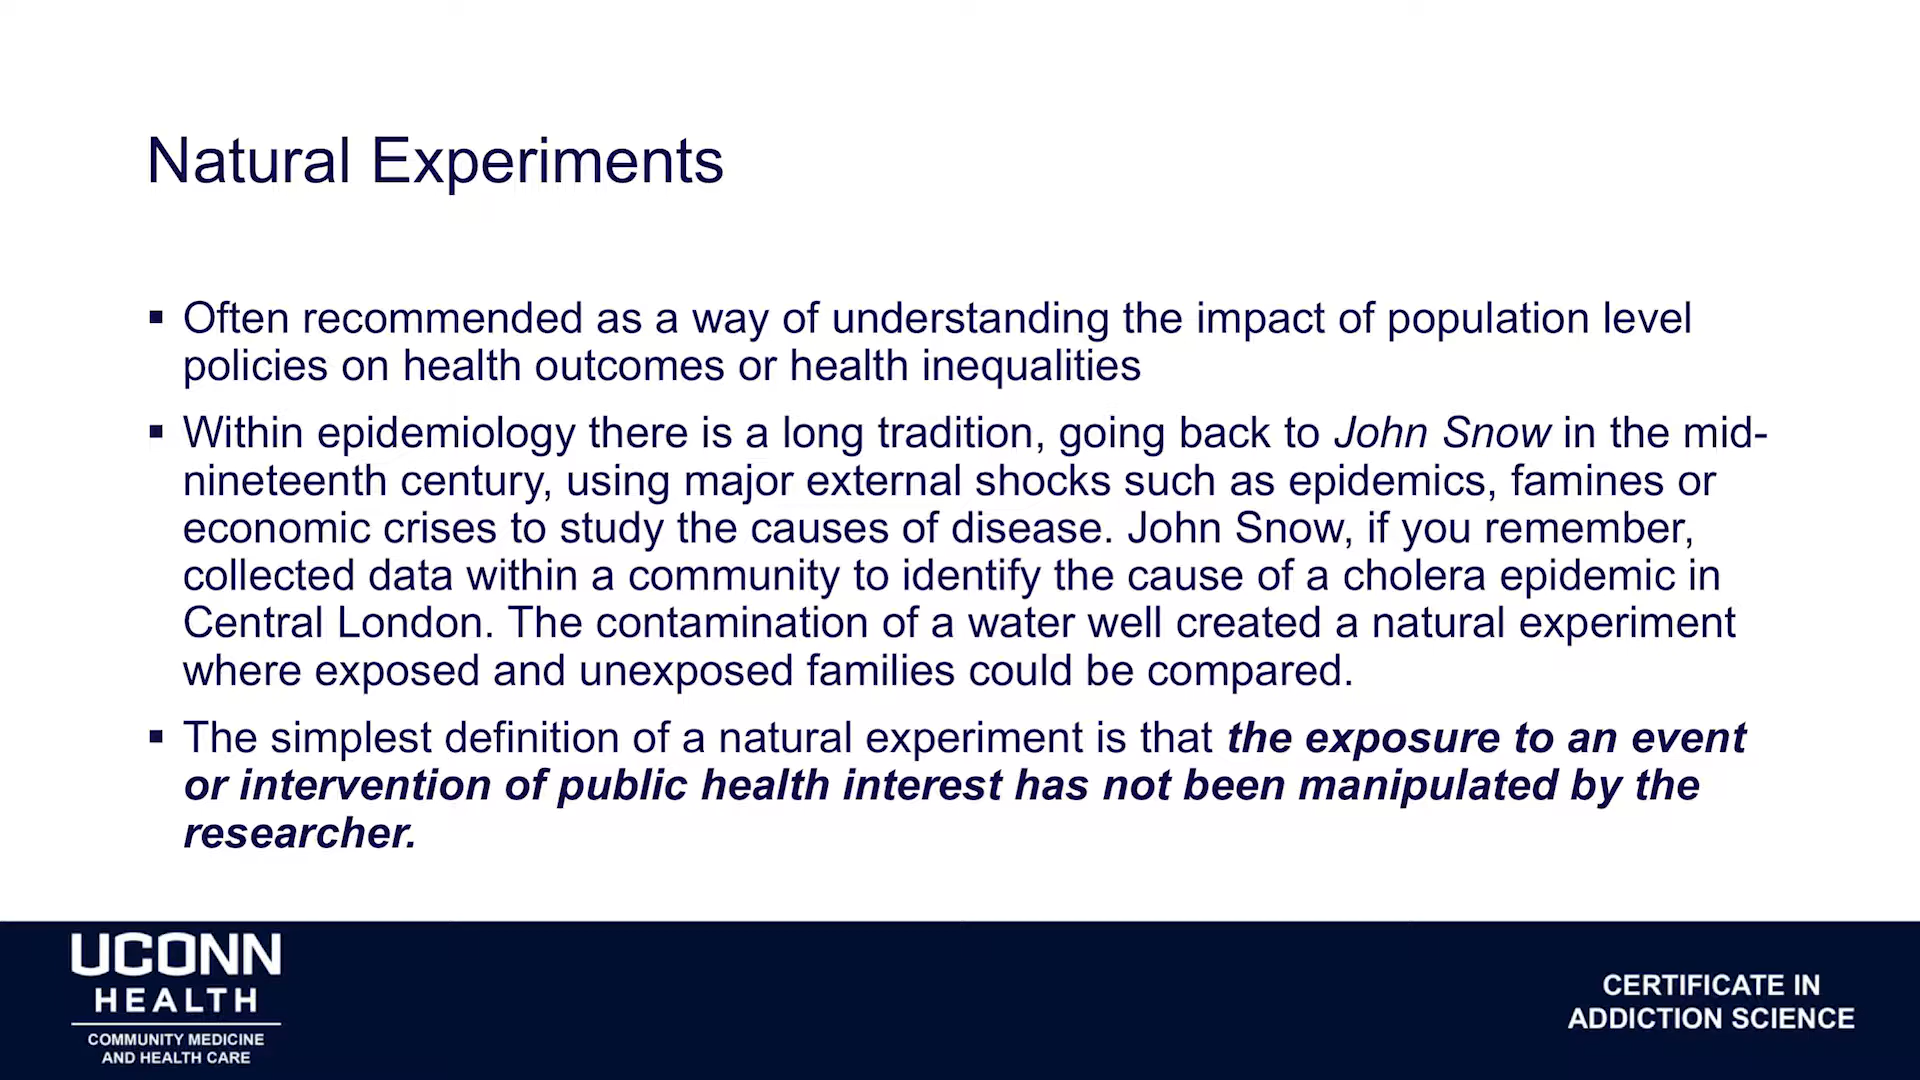 Natural Experiments
▪ Often recommended as a way of understanding the impact of population level
policies on health outcomes or health inequalities
▪ Within epidemiology there is a long tradition, going back to John Snow in the mid-
nineteenth century, using major external shocks such as epidemics, famines or
economic crises to study the causes of disease. John Snow, if you remember,
collected data within a community to identify the cause of a cholera epidemic in
Central London. The contamination of a water well created a natural experiment
where exposed and unexposed families could be compared.
▪ The simplest definition of a natural experiment is that the exposure to an event
or intervention of public health interest has not been manipulated by the
researcher.
UCONN
HEALTH
COMMUNITY MEDICINE
AND HEALTH CARE
CERTIFICATE IN
ADDICTION SCIENCE